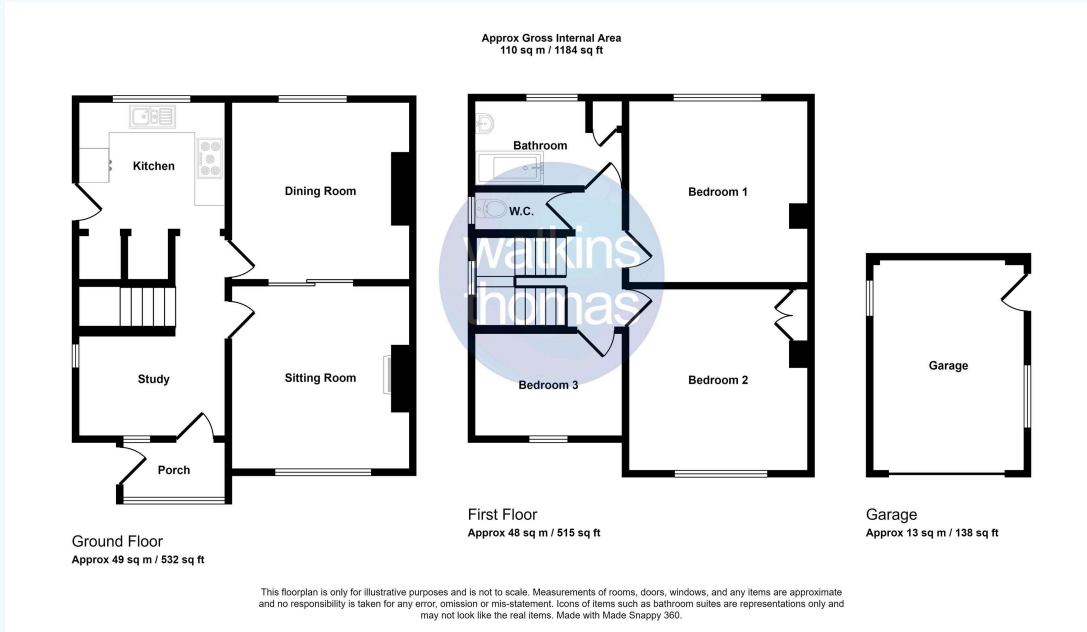 Approx Gross Internal Area
110 sq m / 1184 sq ft
Kitchen
Dining Room
Study
Sitting Room
Porch
Ground Floor
Approx 49 sq m / 532 sq ft
Bathroom
Bedroom 1
W.C.
watkins
thomas
Bedroom 3
Bedroom 2
First Floor
Approx 48 sq m / 515 sq ft
Garage
Garage
Approx 13 sq m / 138 sq ft
This floorplan is only for illustrative purposes and is not to scale. Measurements of rooms, doors, windows, and any items are approximate
and no responsibility is taken for any error, omission or mis-statement. Icons of items such as bathroom suites are representations only and
may not look like the real items. Made with Made Snappy 360.